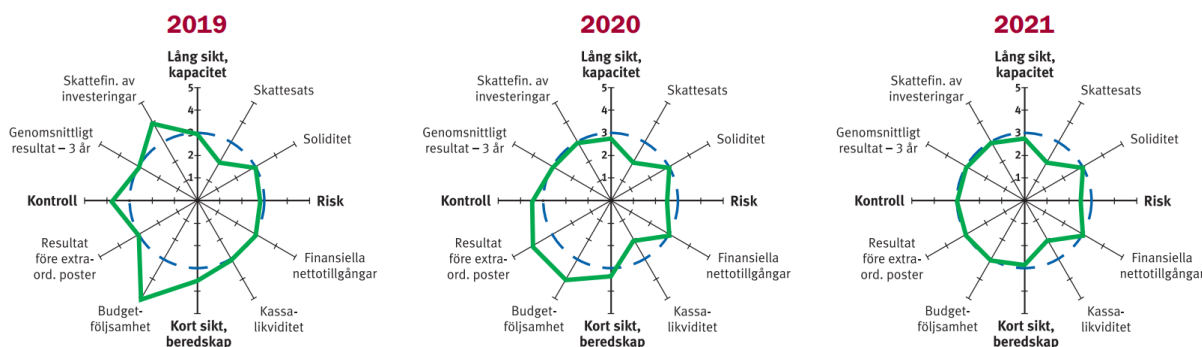 2019
Lång sikt,
kapacitet
Skattefin. av
investeringar
Skattesats
Genomsnittligt
resultat – 3 år
Soliditet
5
4
3
2
1
Kontroll
Risk
Resultat
före extra-
ord. poster
Finansiella
nettotillgångar
Budget-
följsamhet
Kassa-
likviditet
Kort sikt,
beredskap
2020
Lång sikt,
kapacitet
Skattefin. av
investeringar
Skattesats
Genomsnittligt
resultat – 3 år
Soliditet
5
4
3
2
1
Kontroll
Risk
Resultat
före extra-
ord. poster
Finansiella
nettotillgångar
Budget-
följsamhet
Kassa-
likviditet
Kort sikt,
beredskap
2021
Lång sikt,
kapacitet
Skattefin. av
investeringar
Skattesats
Genomsnittligt
resultat – 3 år
Soliditet
5
4
3
2
1
Kontroll
Risk
Resultat
före extra-
ord. poster
Finansiella
nettotillgångar
Budget-
följsamhet
Kassa-
likviditet
Kort sikt,
beredskap